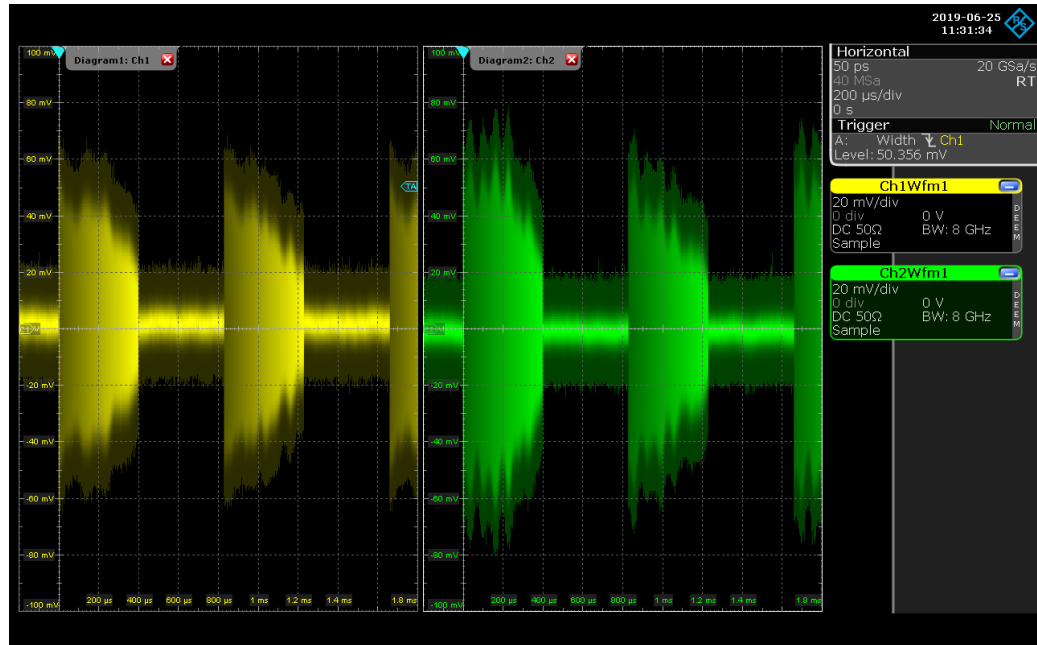 2019-06-25
11:31:34
R&S
Diagram1: Ch1
100 mV
80 mV
60 mV
40 mV
20 mV
-20 mV
-40 mV
-60 mV
-80 mV
-100 mV
200 µs 400 µs 600 µs 800 µs 1 ms 1.2 ms 1.4 ms 1.8 ms
TA
Diagram2: Ch2
100 mV
80 mV
60 mV
40 mV
20 mV
-20 mV
-40 mV
-60 mV
-80 mV
-100 mV
200 µs 400 µs 600 µs 800 µs 1 ms 1.2 ms 1.4 ms 1.8 ms
Horizontal
50 ps 20 GSa/s
40 MSa RT
200 µs/div
0 s
Trigger Normal
A: Width Ch1
Level: 50.356 mV
Ch1Wfm1
20 mV/div
0 div 0 V
DC 50Ω BW: 8 GHz
Sample
DEEM
Ch2Wfm1
20 mV/div
0 div 0 V
DC 50Ω BW: 8 GHz
Sample
DEEM